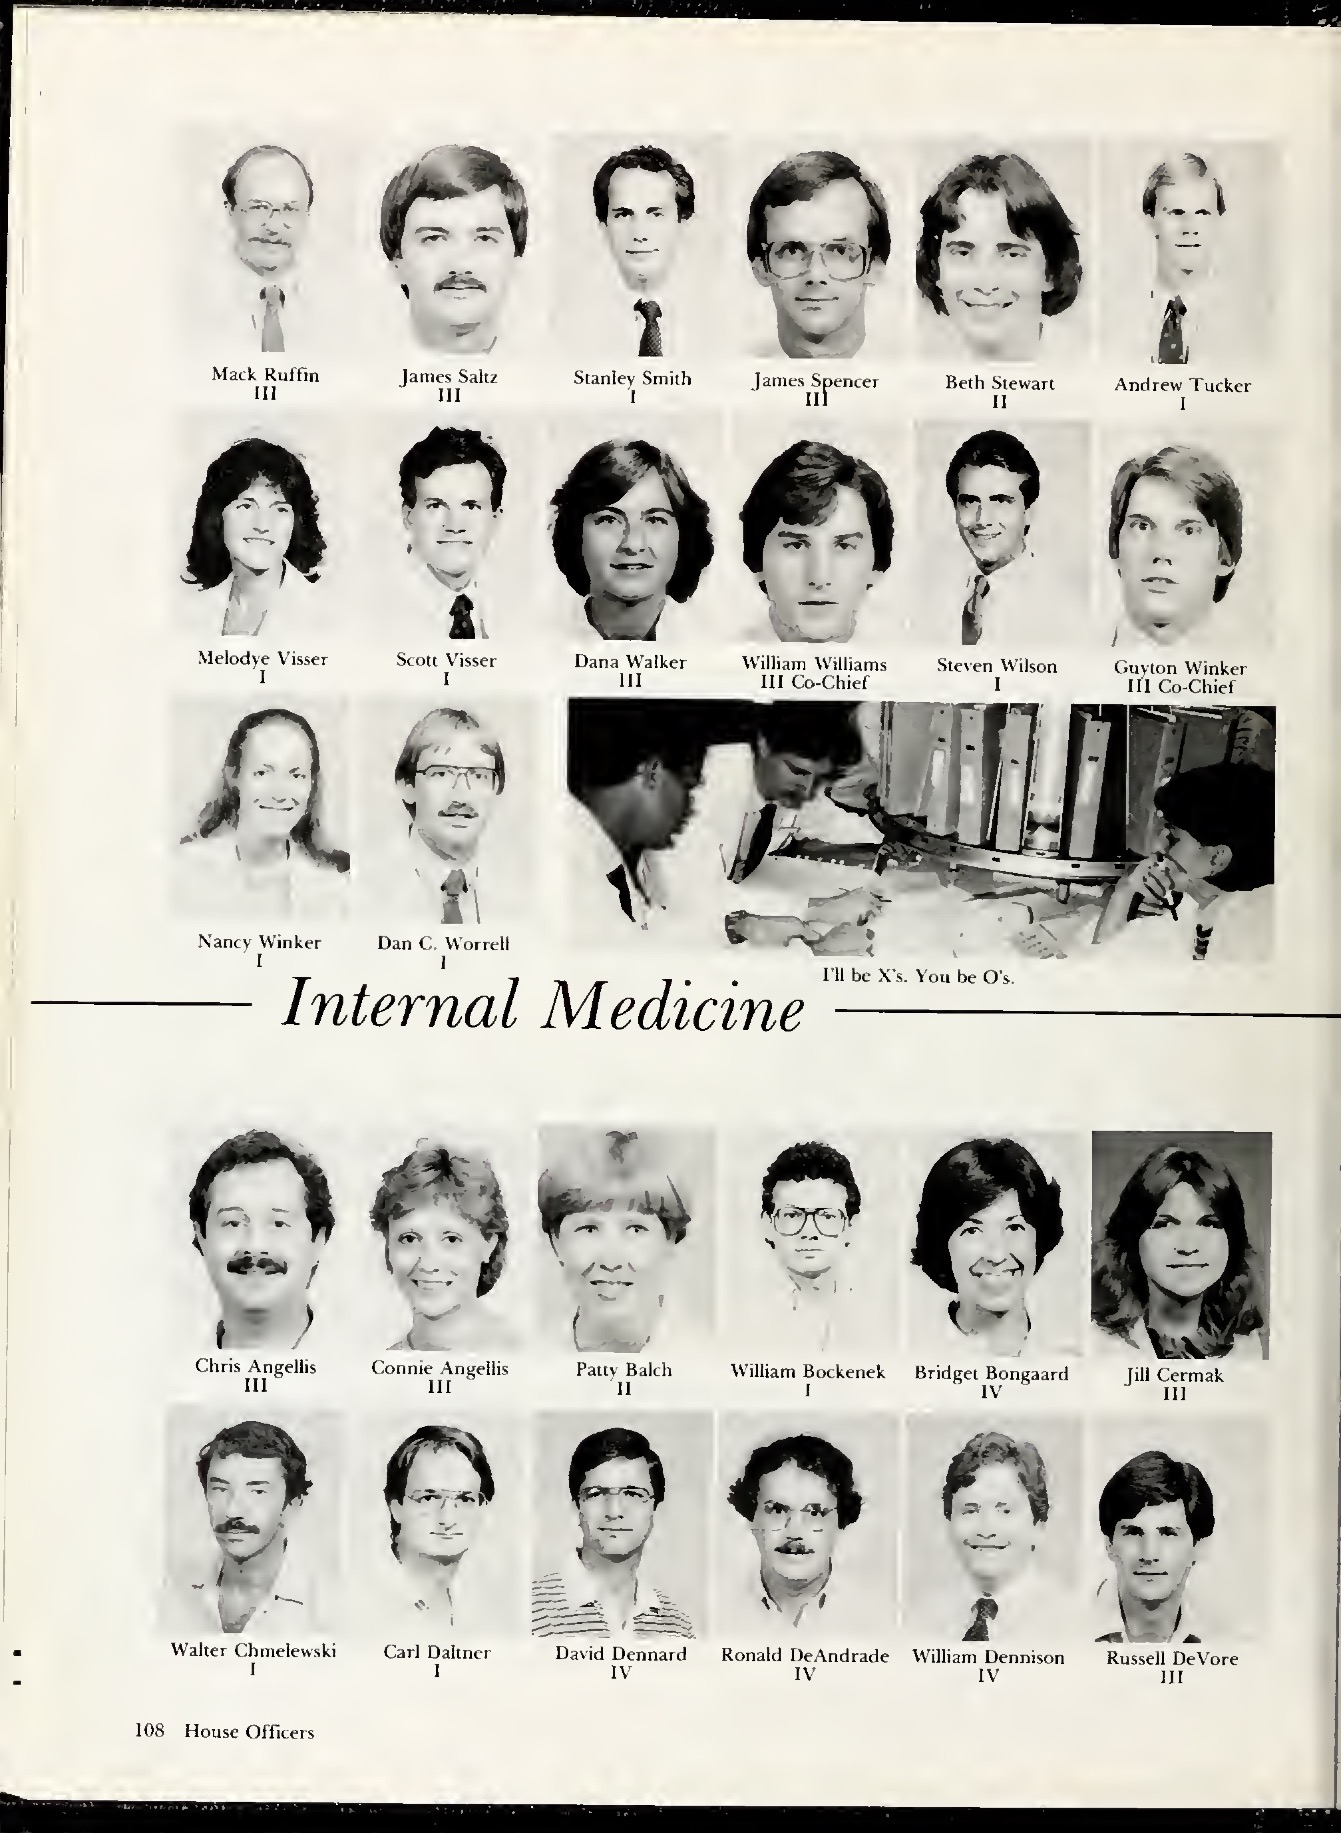 Mack Ruffin
III
James Saltz
III
Stanley Smith
I
James Spencer
III
Beth Stewart
II
Andrew Tucker
I
Melodye Visser
I
Scott Visser
I
Dana Walker
III
William Williams
III Co-Chief
Steven Wilson
I
Guyton Winker
III Co-Chief
Nancy Winker
I
Dan C. Worrell
I
I'll be X's. You be O's.
Internal Medicine
Chris Angellis
III
Connie Angellis
III
Patty Balch
II
William Bockenek
I
Bridget Bongaard
IV
Jill Cermak
III
Walter Chmelewski
I
Carl Daltner
I
David Dennard
IV
Ronald DeAndrade
IV
William Dennison
IV
Russell DeVore
III
108 House Officers